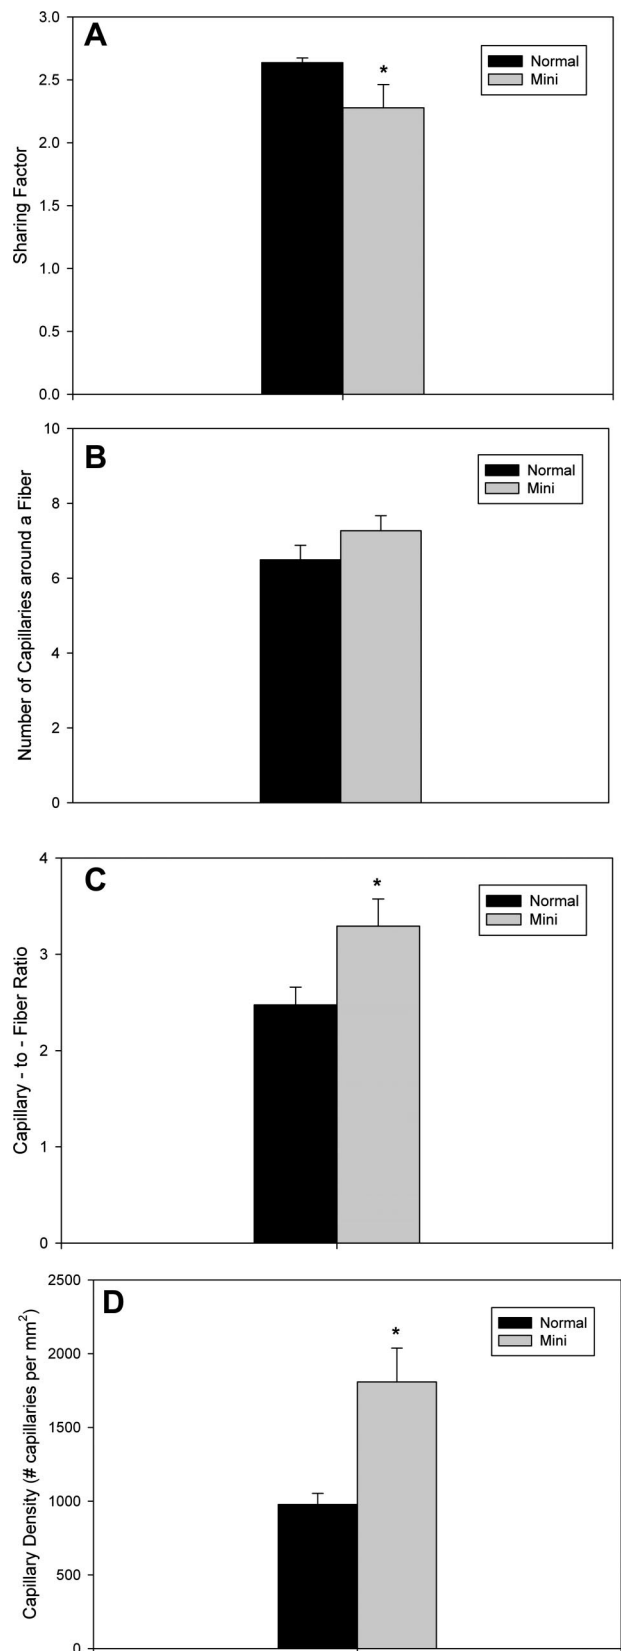 A
3.0
2.5
2.0
1.5
1.0
0.5
0.0
Sharing Factor
*
Normal
Mini
B
10
8
6
4
2
0
Number of Capillaries around a Fiber
Normal
Mini
C
4
3
2
1
0
Capillary - to - Fiber Ratio
*
Normal
Mini
D
2500
2000
1500
1000
500
0
Capillary Density (# capillaries per mm²)
*
Normal
Mini